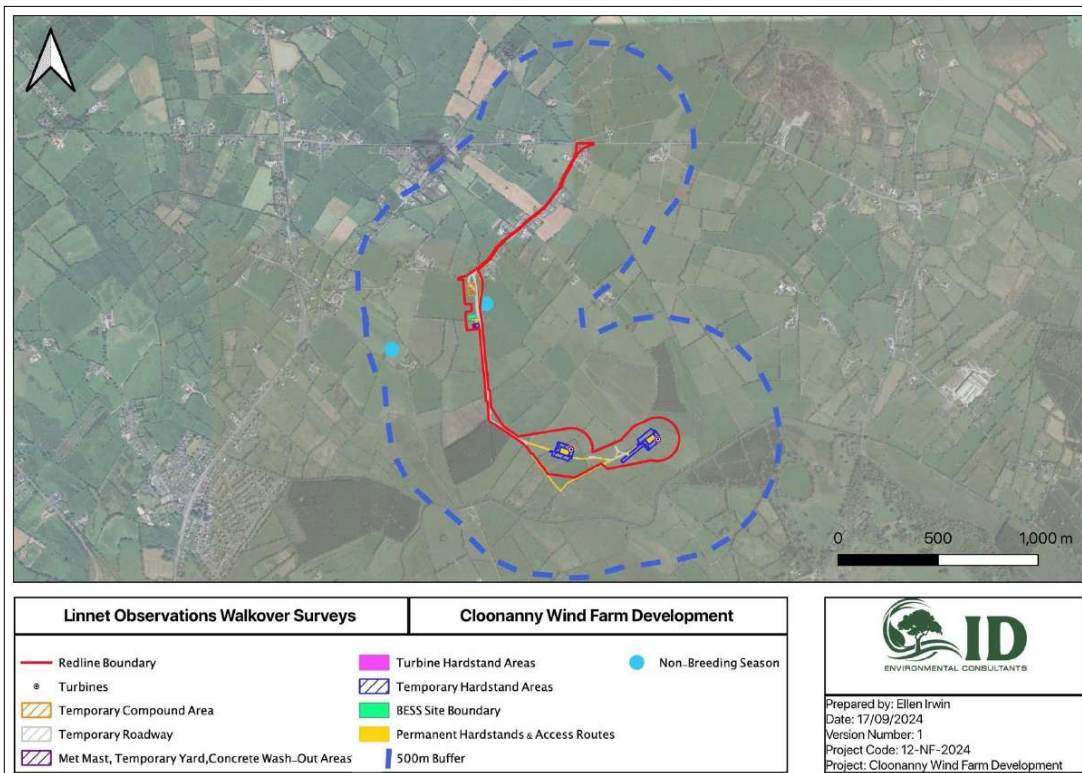 0 500 1,000 m
Linnet Observations Walkover Surveys
Cloonanny Wind Farm Development
Redline Boundary
Turbines
Temporary Compound Area
Temporary Roadway
Met Mast, Temporary Yard,Concrete Wash-Out Areas
Turbine Hardstand Areas
Temporary Hardstand Areas
BESS Site Boundary
Permanent Hardstands & Access Routes
500m Buffer
Non-Breeding Season
ID
ENVIRONMENTAL CONSULTANTS
Prepared by: Ellen Irwin
Date: 17/09/2024
Version Number: 1
Project Code: 12-NF-2024
Project: Cloonanny Wind Farm Development